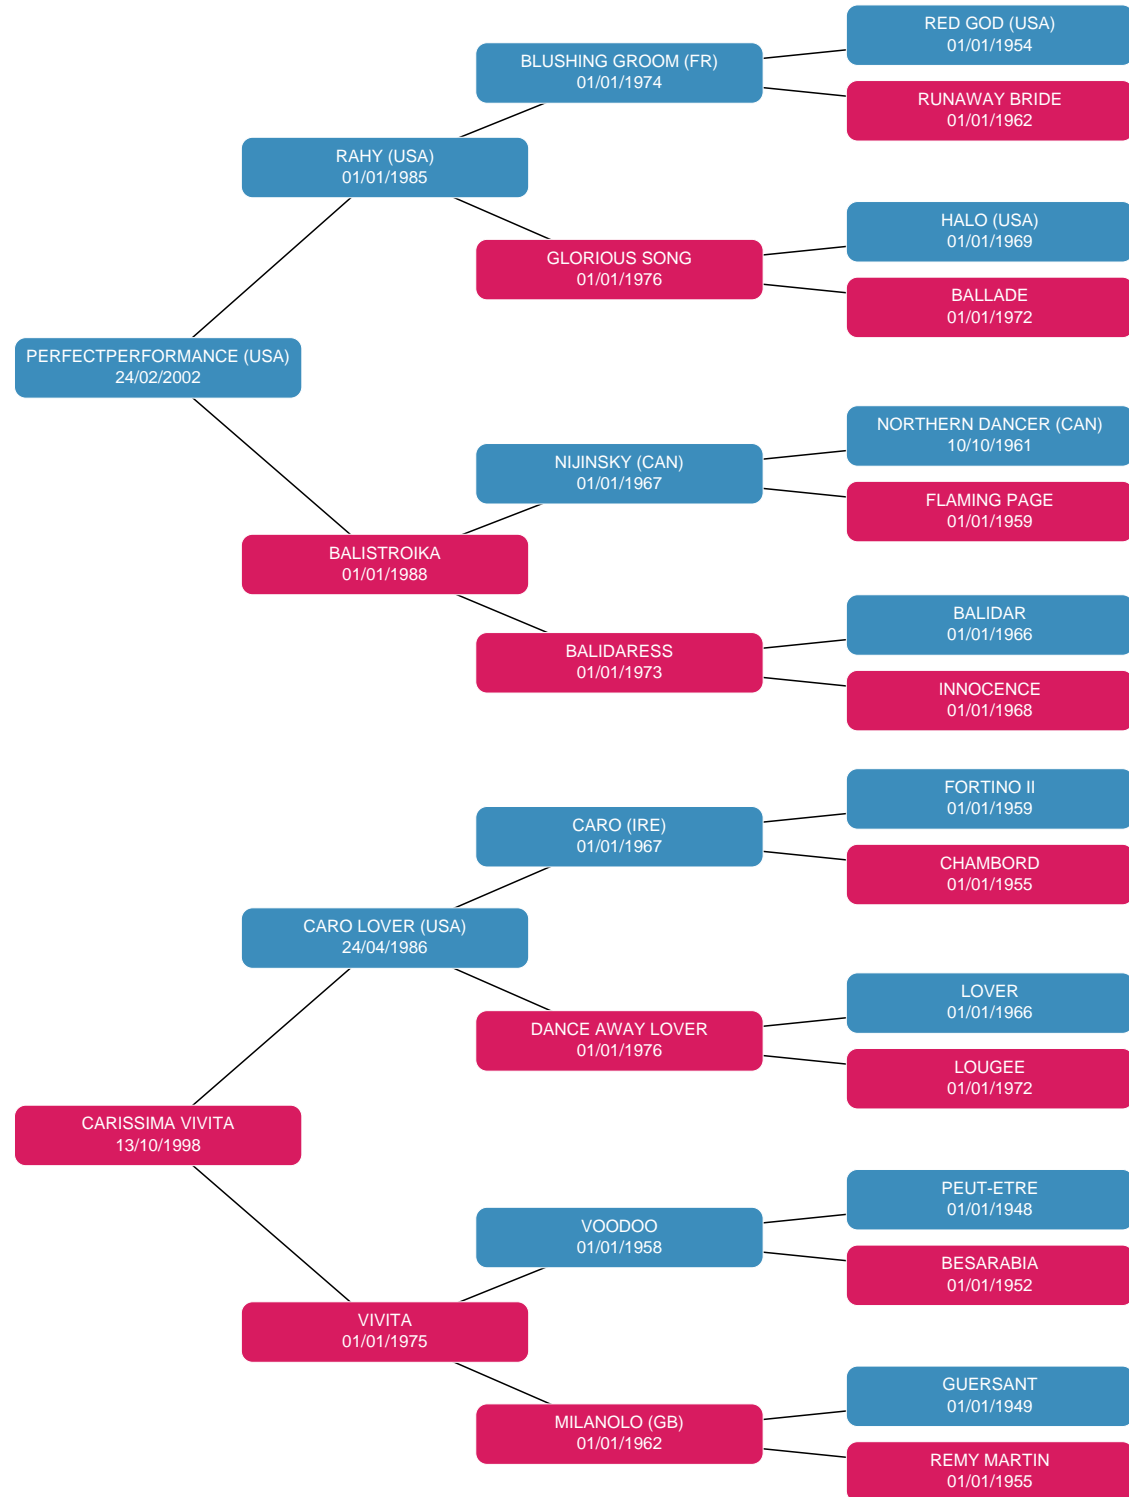 RED GOD (USA)
01/01/1954
BLUSHING GROOM (FR)
01/01/1974
RUNAWAY BRIDE
01/01/1962
RAHY (USA)
01/01/1985
HALO (USA)
01/01/1969
GLORIOUS SONG
01/01/1976
BALLADE
01/01/1972
PERFECTPERFORMANCE (USA)
24/02/2002
NORTHERN DANCER (CAN)
10/10/1961
NIJINSKY (CAN)
01/01/1967
FLAMING PAGE
01/01/1959
BALISTROIKA
01/01/1988
BALIDAR
01/01/1966
BALIDARESS
01/01/1973
INNOCENCE
01/01/1968
FORTINO II
01/01/1959
CARO (IRE)
01/01/1967
CHAMBORD
01/01/1955
CARO LOVER (USA)
24/04/1986
LOVER
01/01/1966
DANCE AWAY LOVER
01/01/1976
LOUGEE
01/01/1972
CARISSIMA VIVITA
13/10/1998
PEUT-ETRE
01/01/1948
VOODOO
01/01/1958
BESARABIA
01/01/1952
VIVITA
01/01/1975
GUERSANT
01/01/1949
MILANOLO (GB)
01/01/1962
REMY MARTIN
01/01/1955